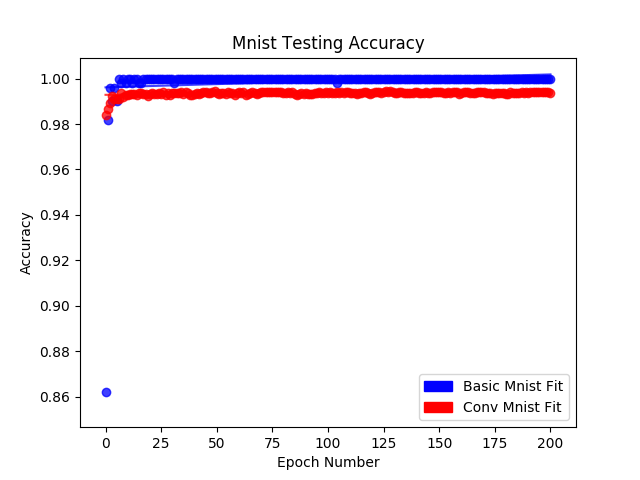 Mnist Testing Accuracy
1.00
0.98
0.96
0.94
0.92
0.90
0.88
0.86
Accuracy
Basic Mnist Fit
Conv Mnist Fit
0 25 50 75 100 125 150 175 200
Epoch Number